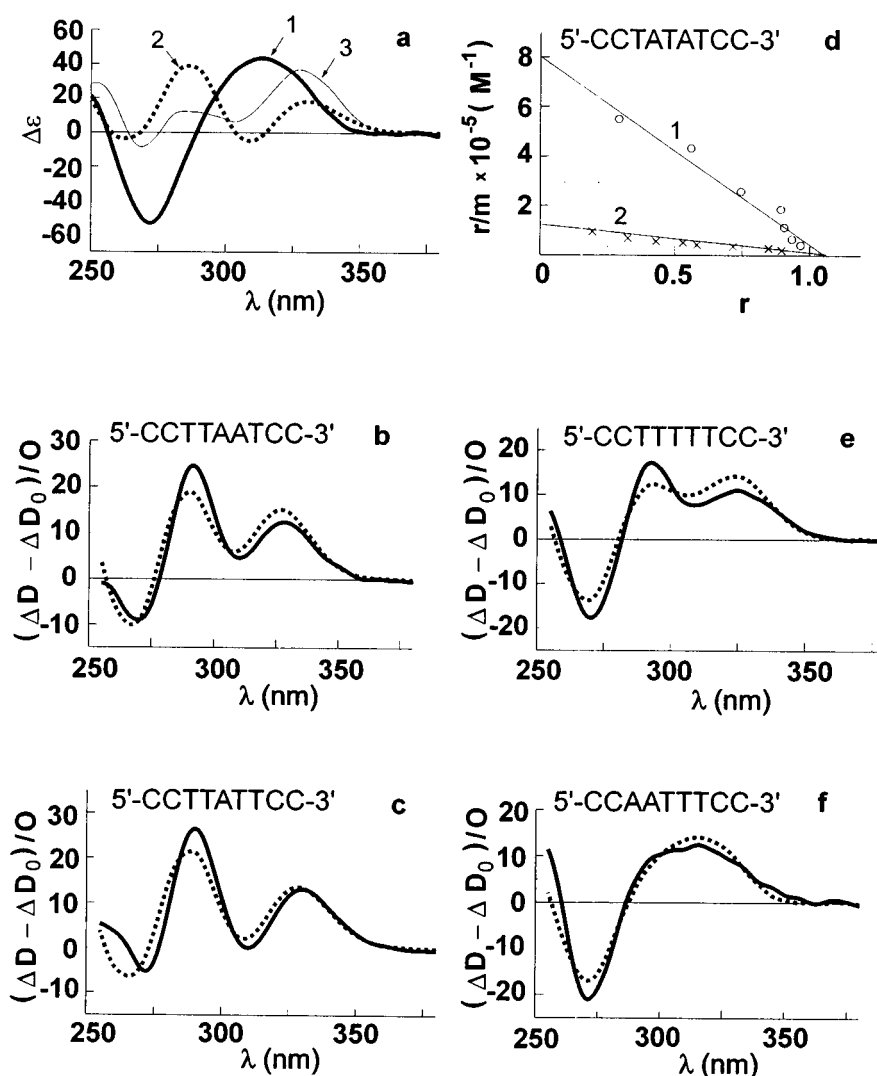 a
1
2
3
Δε
60
40
20
0
-20
-40
-60
250 300 350
λ (nm)
5'-CCTATATCC-3' d
r/m × 10⁻⁵ ( M⁻¹)
8
6
4
2
1
2
0 0.5 1.0
r
5'-CCTTAATCC-3' b
(ΔD - ΔD₀)/O
30
20
10
0
-10
250 300 350
λ (nm)
5'-CCTTTTTCC-3' e
(ΔD - ΔD₀)/O
20
10
0
-10
-20
250 300 350
λ (nm)
5'-CCTTATTCC-3' c
(ΔD - ΔD₀)/O
30
20
10
0
-10
250 300 350
λ (nm)
5'-CCAATTTCC-3' f
(ΔD - ΔD₀)/O
20
10
0
-10
-20
250 300 350
λ (nm)